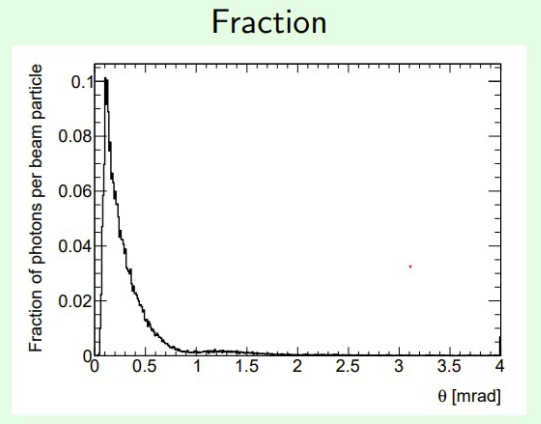 Fraction
Fraction of photons per beam particle
0.1
0.08
0.06
0.04
0.02
0
0 0.5 1 1.5 2 2.5 3 3.5 4
θ [mrad]